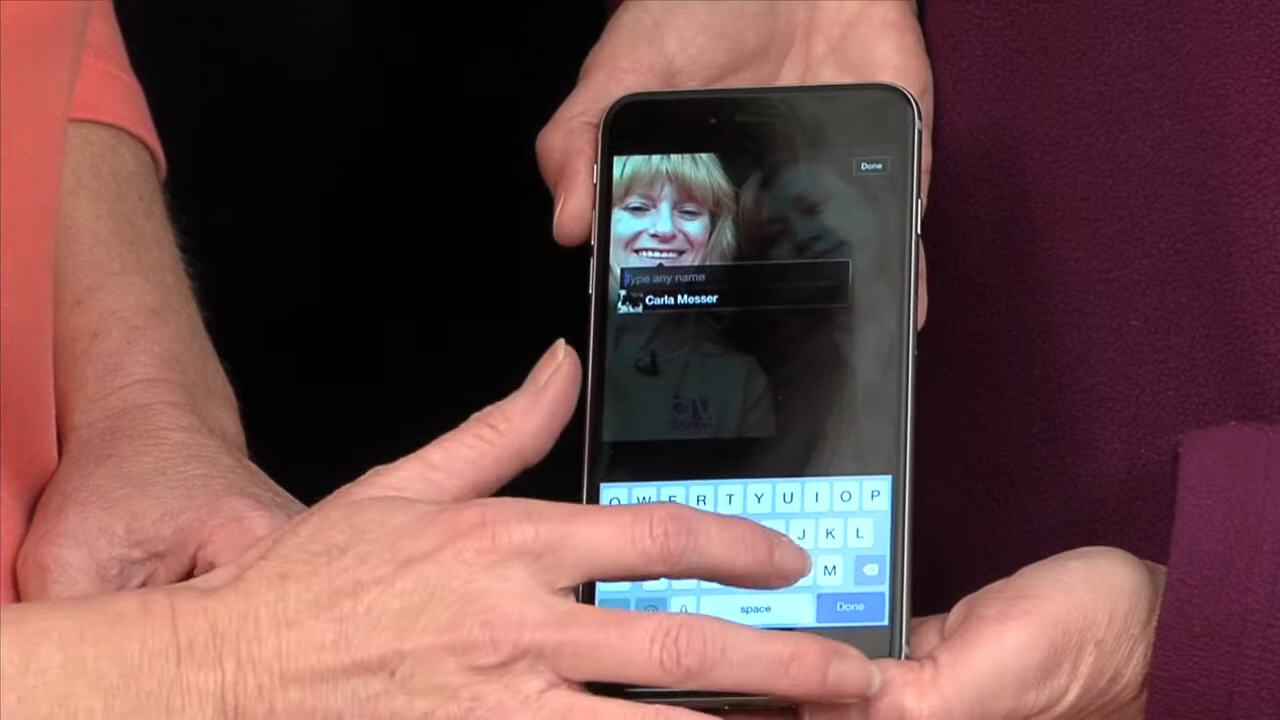 Done
Type any name
Carla Messer
Q W E R T Y U I O P
J K L
M
space
Done